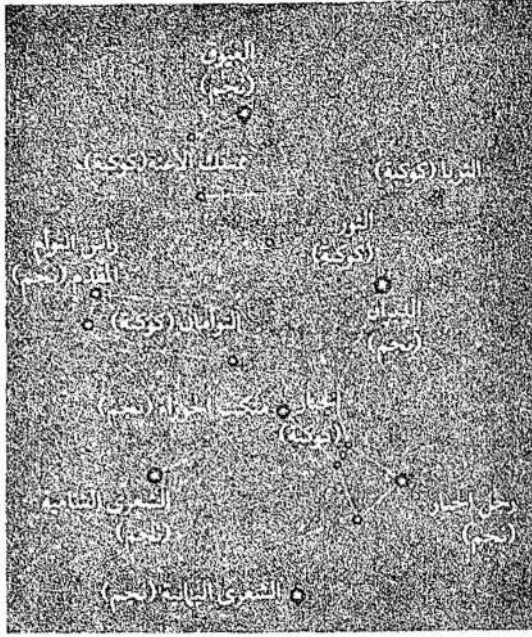 العيوق
(نجم)
ممسك الأعنة (كوكبة)
الثريا (كوكبة)
الثور
(كوكبة)
رأس التوأم
المقدم (نجم)
الدبران
(نجم)
التوأمان (كوكبة)
منكب الجوزاء (نجم)
الجبار
(كوكبة)
الشعرى الشامية
(نجم)
رجل الجبار
(نجم)
الشعرى اليمانية (نجم)